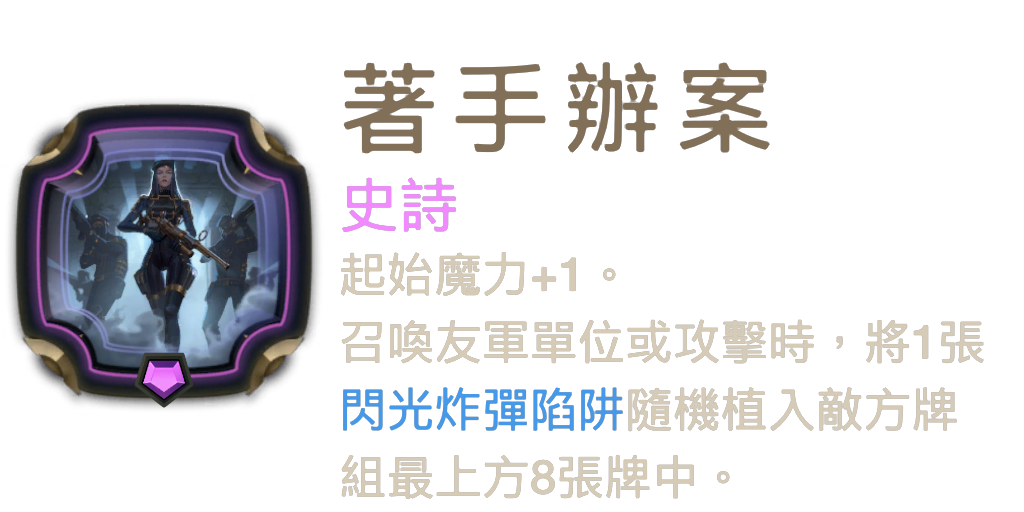 著手辦案
史詩
起始魔力+1。
召喚友軍單位或攻擊時，將1張
閃光炸彈陷阱隨機植入敵方牌
組最上方8張牌中。